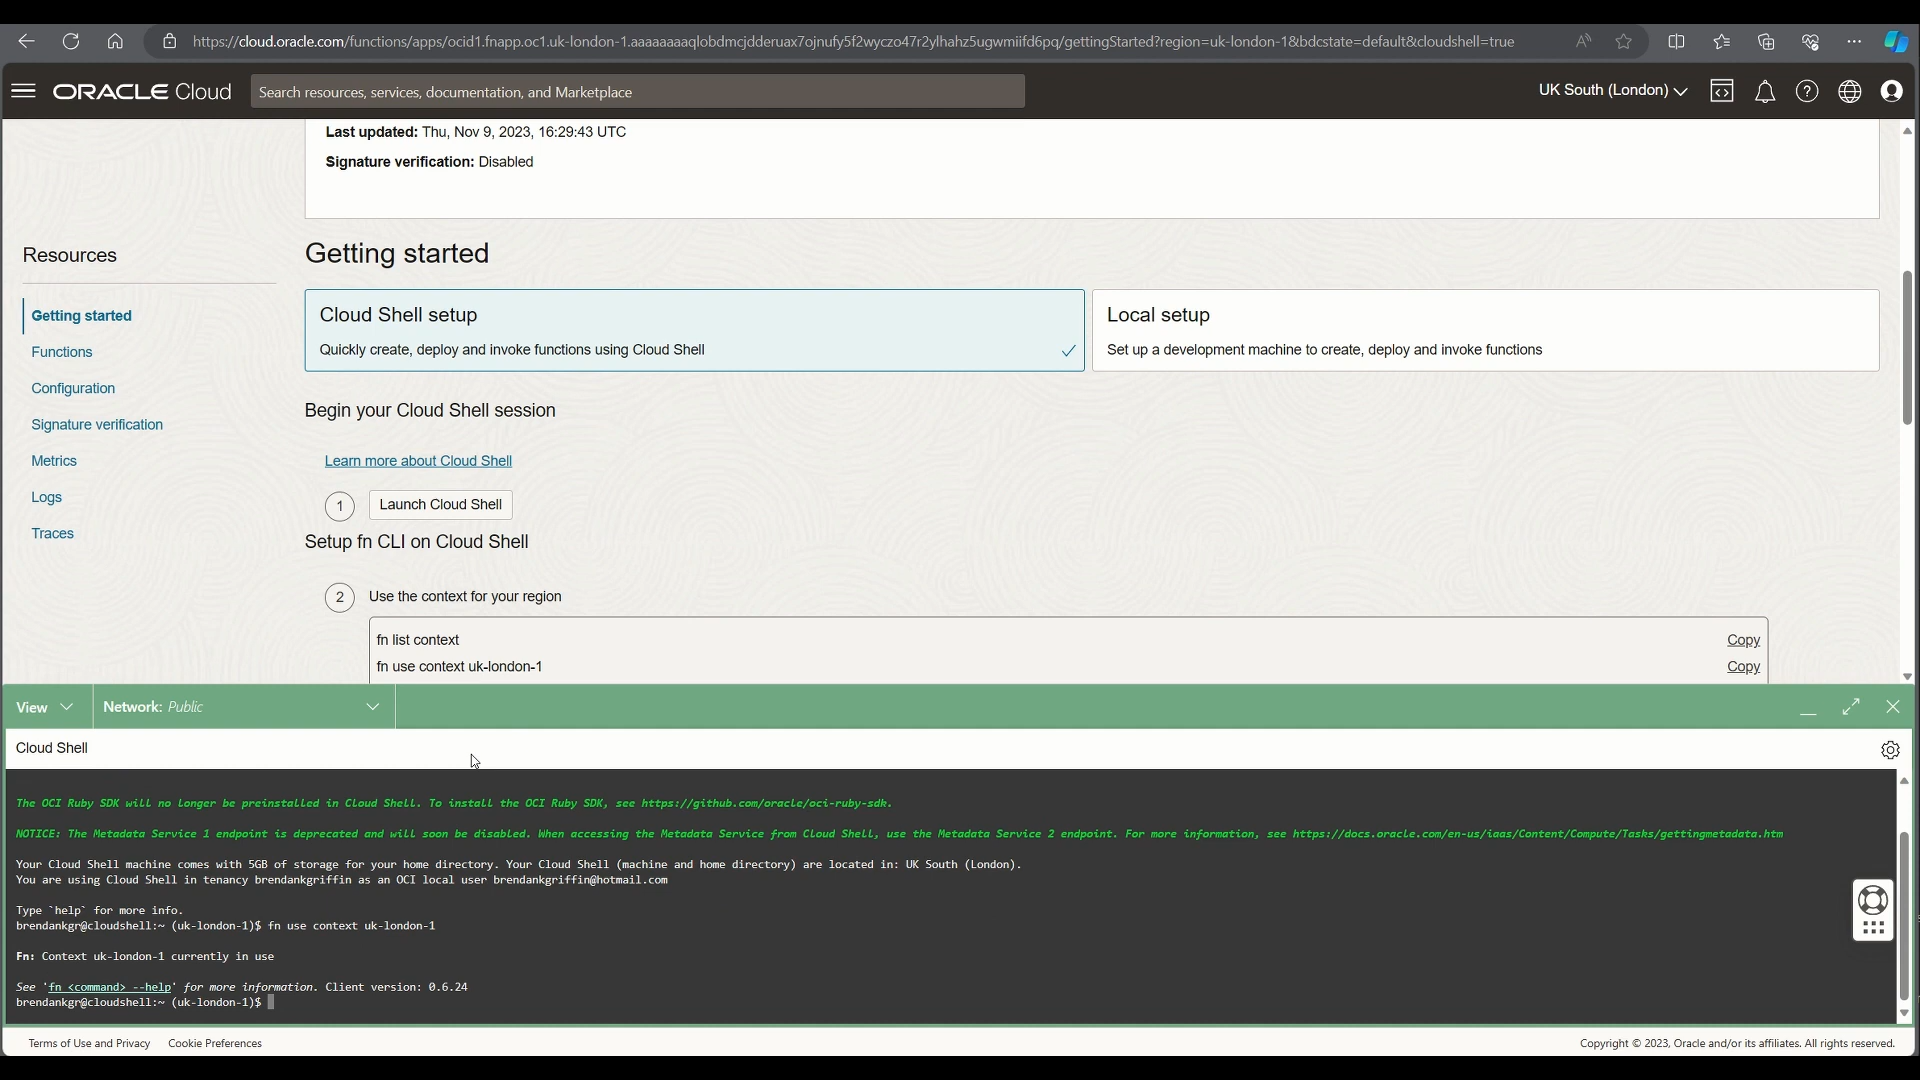 https://cloud.oracle.com/functions/apps/ocid1.fnapp.oc1.uk-london-1.aaaaaaaaqlobdmcjdderuax7ojnufy5f2wyczo47r2ylhahz5ugwmiifd6pq/gettingStarted?region=uk-london-1&bdcstate=default&cloudshell=true
ORACLE Cloud
Search resources, services, documentation, and Marketplace
UK South (London)
Last updated: Thu, Nov 9, 2023, 16:29:43 UTC
Signature verification: Disabled
Resources
Getting started
Functions
Configuration
Signature verification
Metrics
Logs
Traces
Getting started
Cloud Shell setup
Quickly create, deploy and invoke functions using Cloud Shell
Local setup
Set up a development machine to create, deploy and invoke functions
Begin your Cloud Shell session
Learn more about Cloud Shell
1 Launch Cloud Shell
Setup fn CLI on Cloud Shell
2 Use the context for your region
fn list context Copy
fn use context uk-london-1 Copy
View Network: Public
Cloud Shell
The OCI Ruby SDK will no longer be preinstalled in Cloud Shell. To install the OCI Ruby SDK, see https://github.com/oracle/oci-ruby-sdk.
NOTICE: The Metadata Service 1 endpoint is deprecated and will soon be disabled. When accessing the Metadata Service from Cloud Shell, use the Metadata Service 2 endpoint. For more information, see https://docs.oracle.com/en-us/iaas/Content/Compute/Tasks/gettingmetadata.htm
Your Cloud Shell machine comes with 5GB of storage for your home directory. Your Cloud Shell (machine and home directory) are located in: UK South (London).
You are using Cloud Shell in tenancy brendankgriffin as an OCI local user brendankgriffin@hotmail.com
Type `help` for more info.
brendankgr@cloudshell:~ (uk-london-1)$ fn use context uk-london-1
Fn: Context uk-london-1 currently in use
See 'fn <command> --help' for more information. Client version: 0.6.24
brendankgr@cloudshell:~ (uk-london-1)$
Terms of Use and Privacy Cookie Preferences
Copyright © 2023, Oracle and/or its affiliates. All rights reserved.